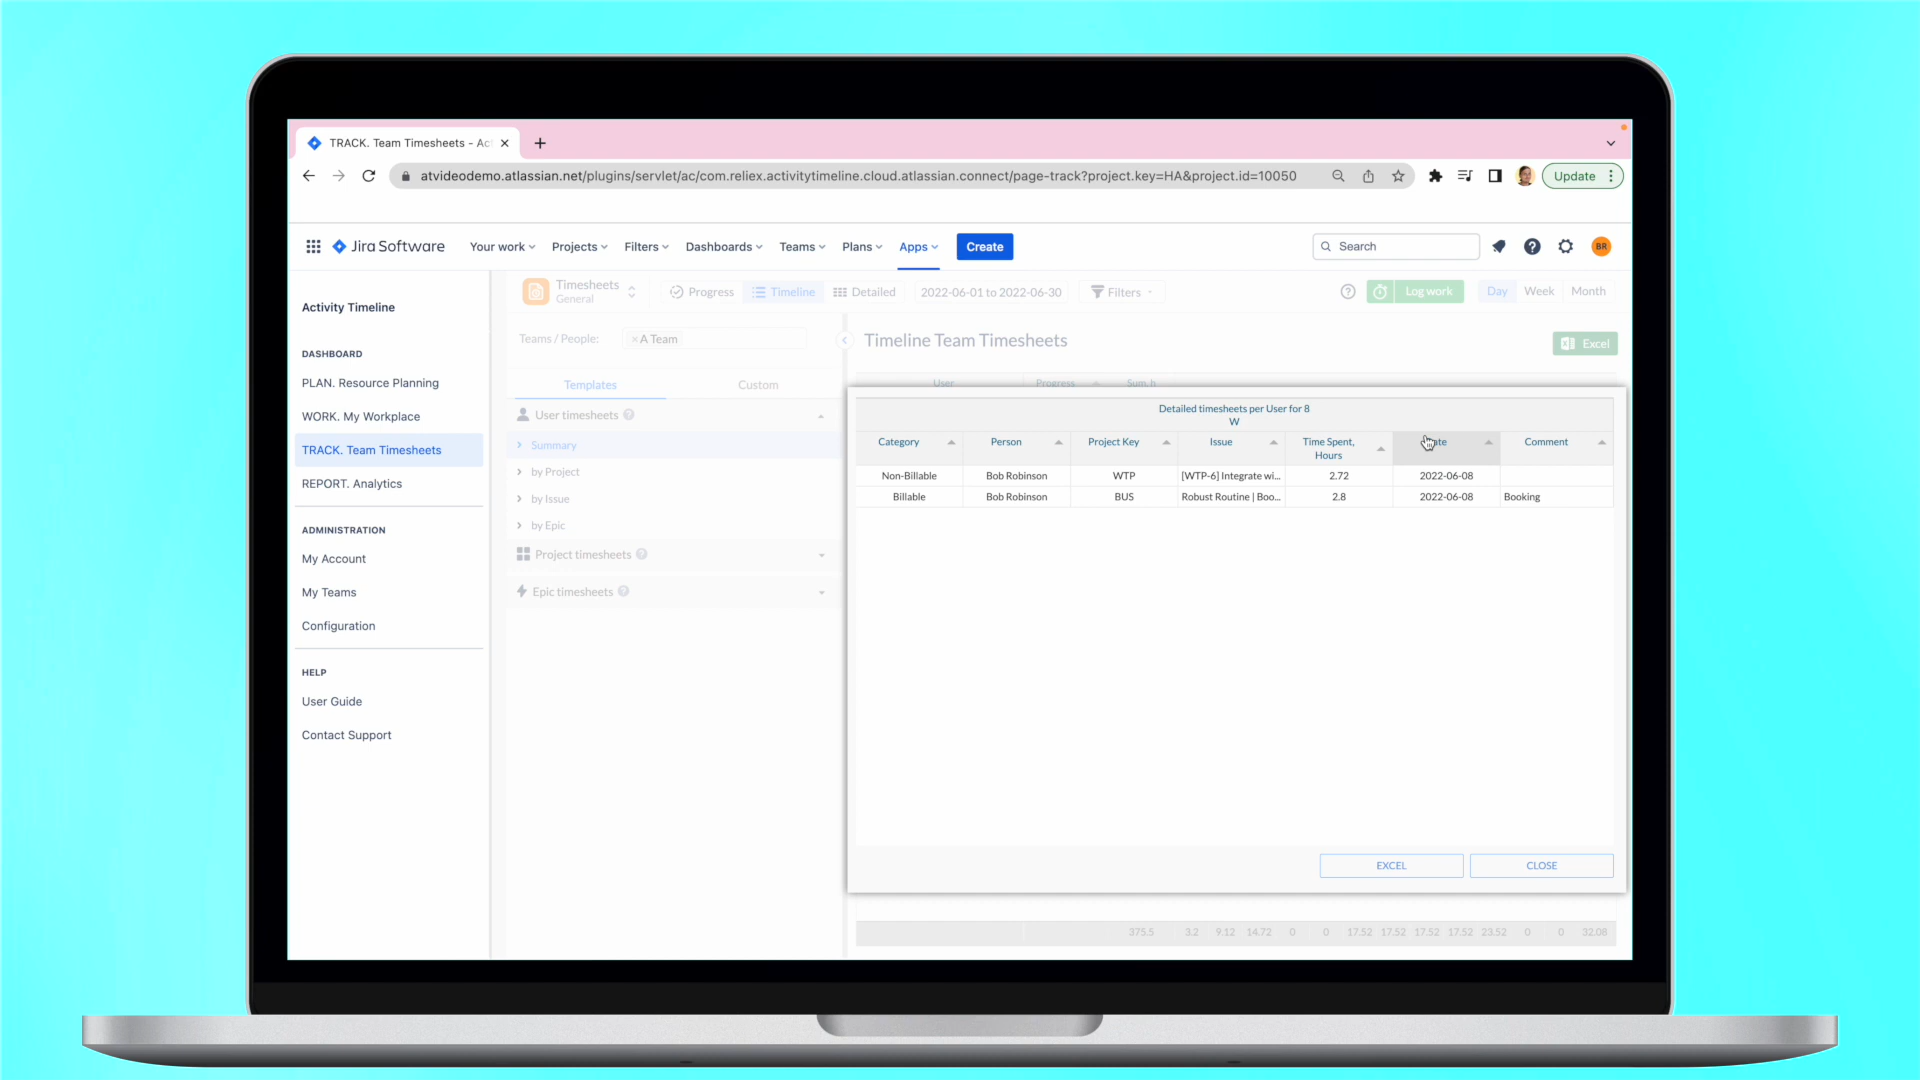 TRACK. Team Timesheets - Ac
atvideodemo.atlassian.net/plugins/servlet/ac/com.reliex.activitytimeline.cloud.atlassian.connect/page-track?project.key=HA&project.id=10050
Update
Jira Software
Your work
Projects
Filters
Dashboards
Teams
Plans
Apps
Create
Search
BR
Activity Timeline
DASHBOARD
PLAN. Resource Planning
WORK. My Workplace
TRACK. Team Timesheets
REPORT. Analytics
ADMINISTRATION
My Account
My Teams
Configuration
HELP
User Guide
Contact Support
Timesheets
General
Progress
Timeline
Detailed
2022-06-01 to 2022-06-30
Filters
Log work
Day
Week
Month
Teams / People:
×A Team
Templates
Custom
User timesheets
Summary
by Project
by Issue
by Epic
Project timesheets
Epic timesheets
Timeline Team Timesheets
Excel
User Progress Sum, h
Detailed timesheets per User for 8
W
Category Person Project Key Issue Time Spent, Hours te Comment
Non-Billable Bob Robinson WTP [WTP-6] Integrate wi... 2.72 2022-06-08
Billable Bob Robinson BUS Robust Routine | Boo... 2.8 2022-06-08 Booking
EXCEL
CLOSE
375.5 3.2 9.12 14.72 0 0 17.52 17.52 17.52 17.52 23.52 0 0 32.08